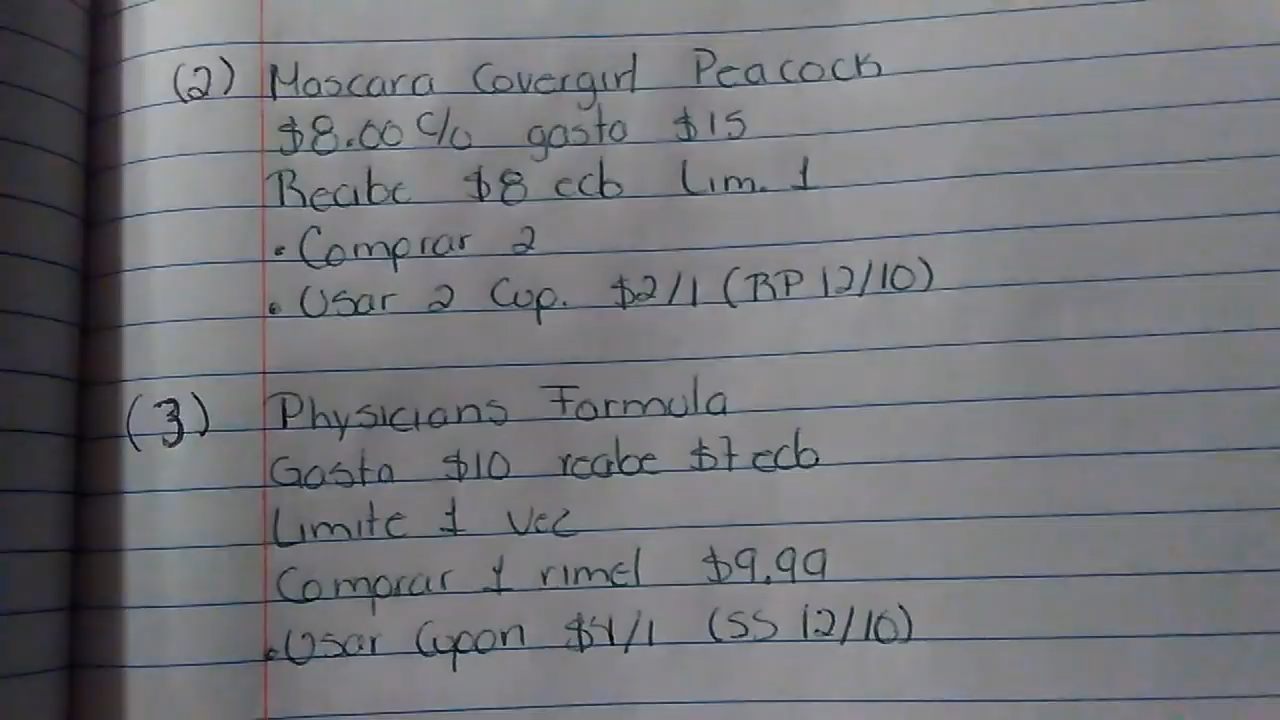 (2) Mascara Covergirl Peacock
$8.00 c/u gasta $15
Recibe $8 ecb Lim. 1
• Comprar 2
• Usar 2 Cup. $2/1 (RP 12/10)
(3) Physicians Formula
Gasta $10 recibe $7 ecb
Limite 1 vez
Comprar 1 rimel $9.99
• Usar Cupon $4/1 (SS 12/10)